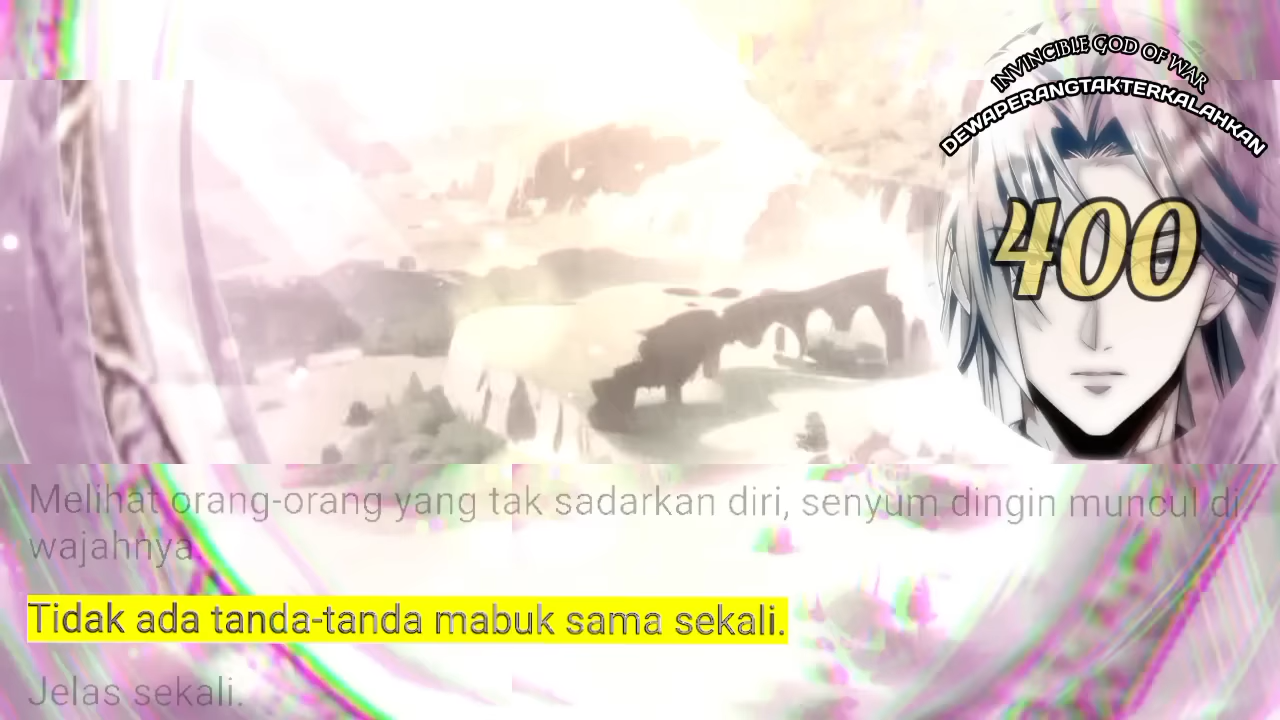 INVINCIBLE GOD OF WAR
DEWAPERANGTAKTERKALAHKAN
400
Melihat orang-orang yang tak sadarkan diri, senyum dingin muncul di
wajahnya.
Tidak ada tanda-tanda mabuk sama sekali.
Jelas sekali.